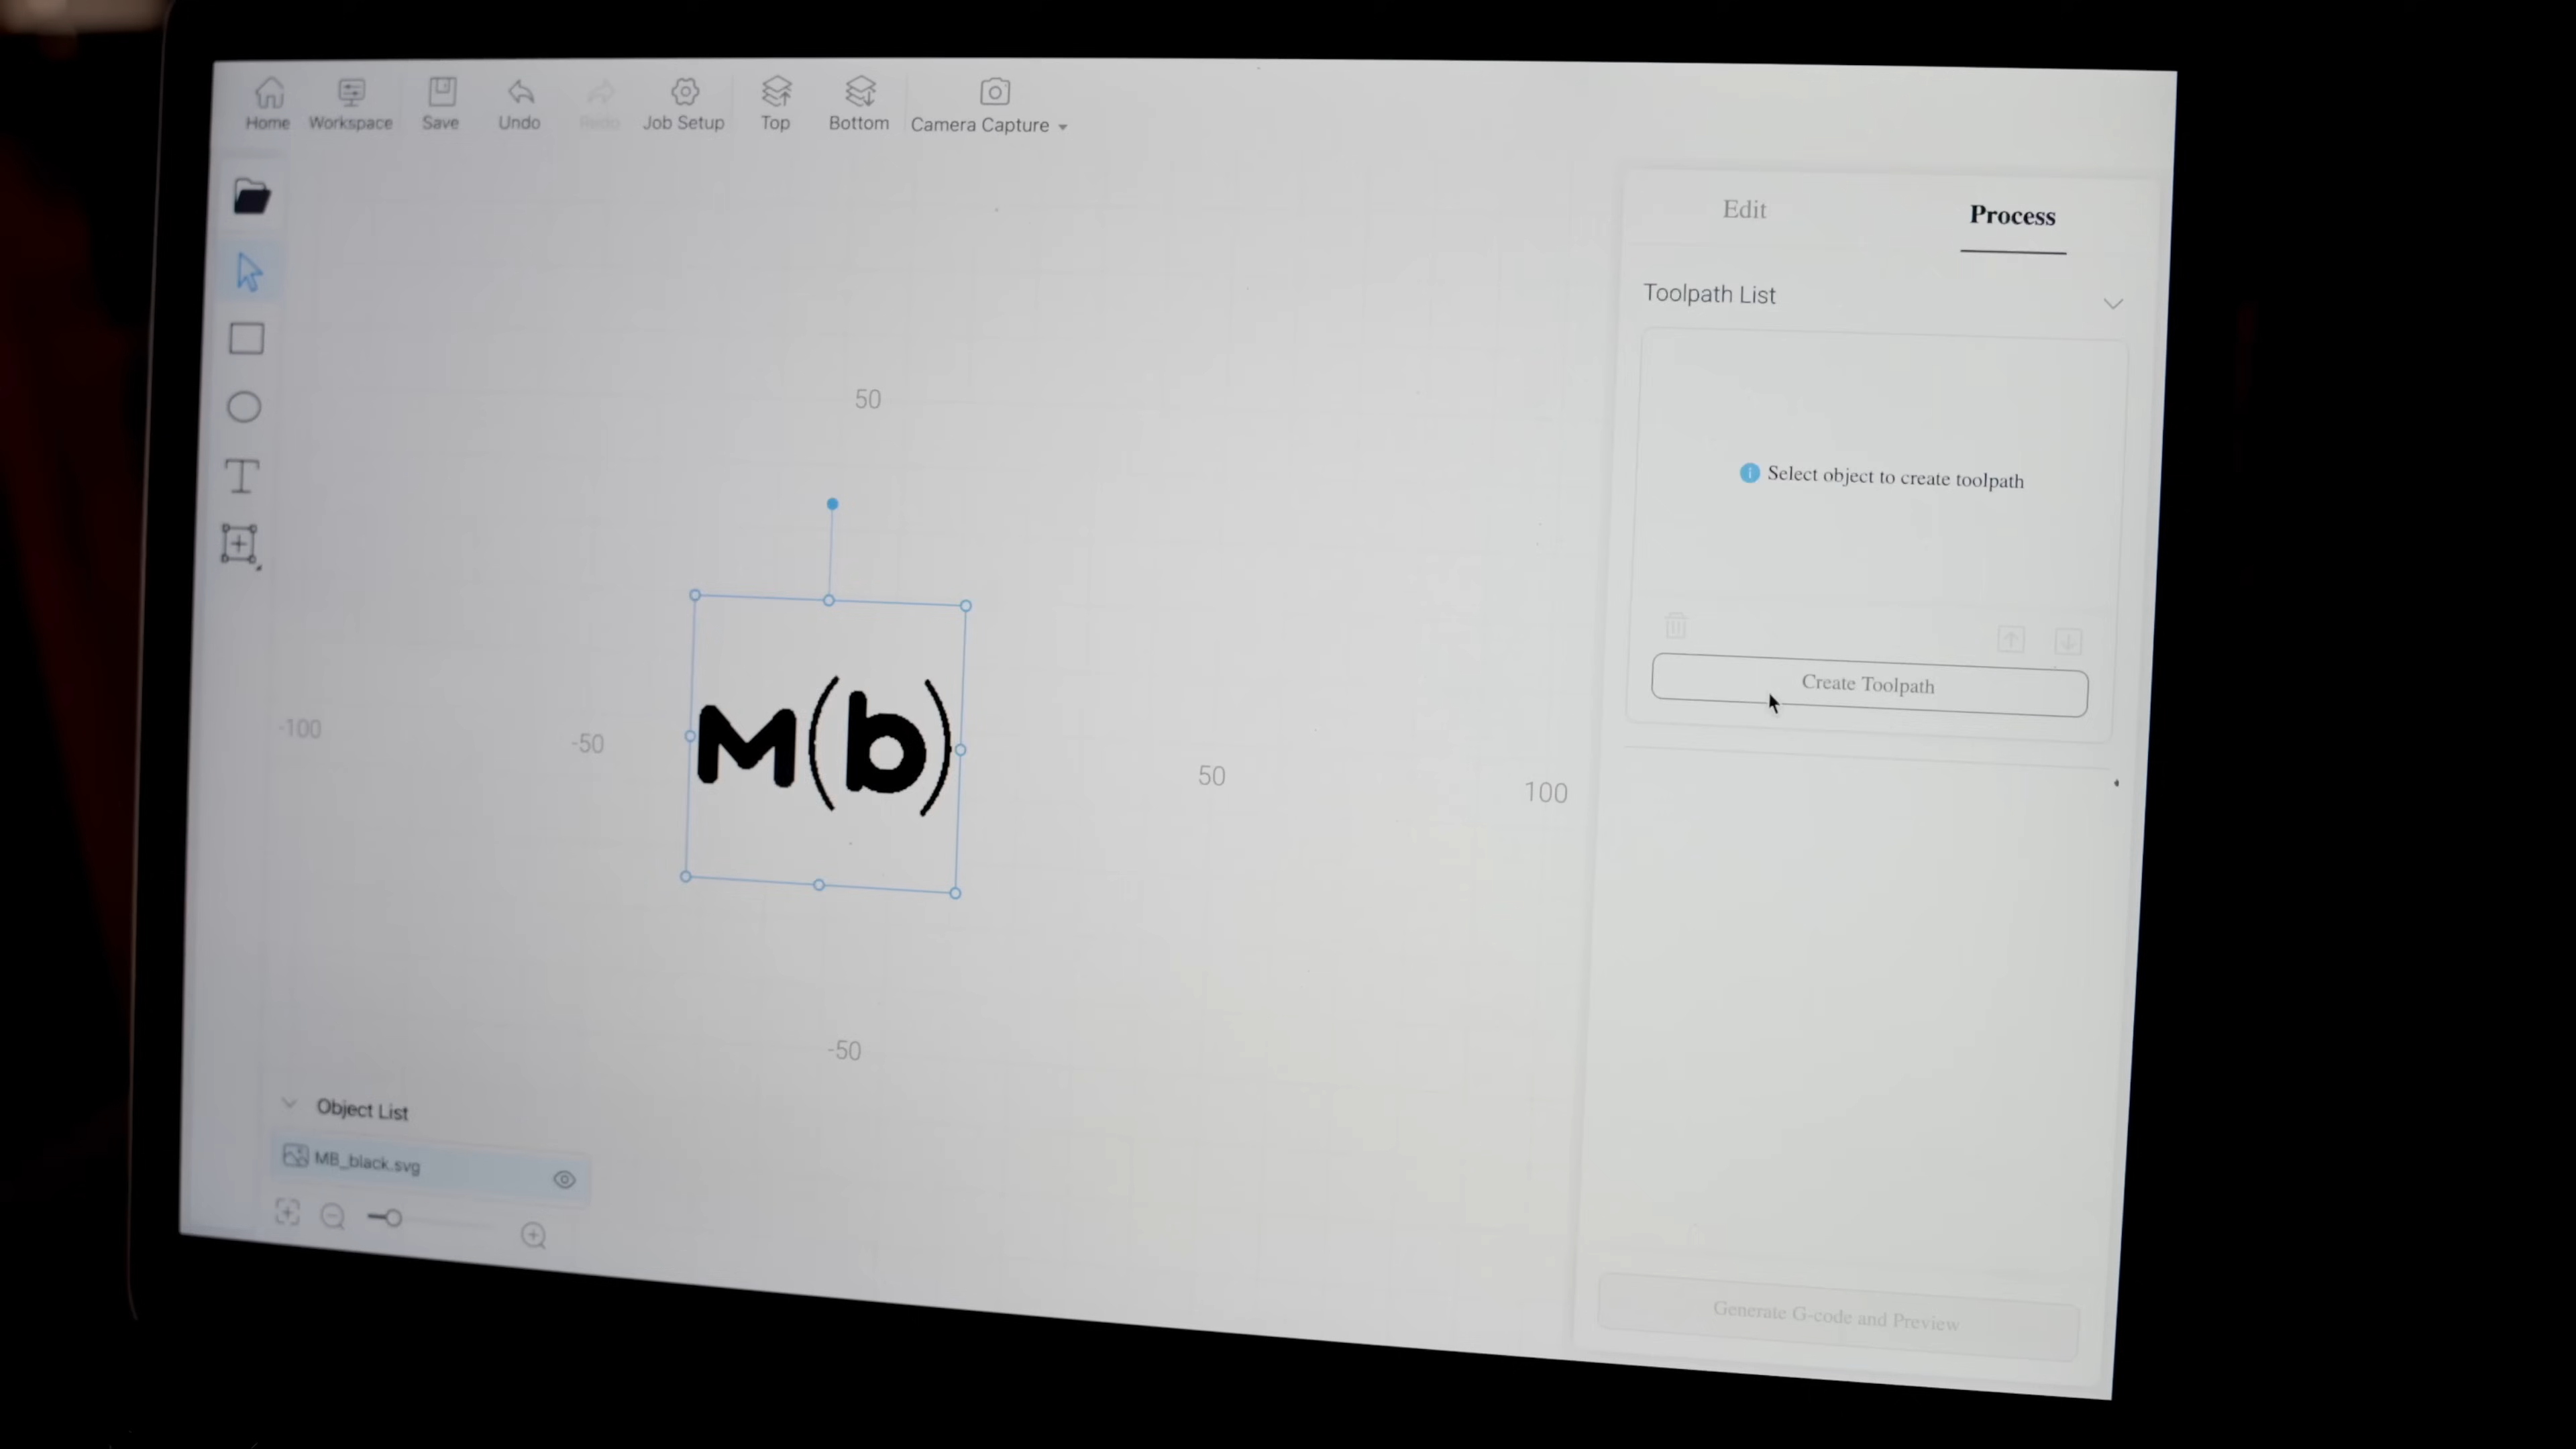 Home
Workspace
Save
Undo
Redo
Job Setup
Top
Bottom
Camera Capture
Edit
Process
Toolpath List
50
Select object to create toolpath
Create Toolpath
-100
-50
M(b)
50
100
-50
Object List
MB_black.svg
Generate G-code and Preview